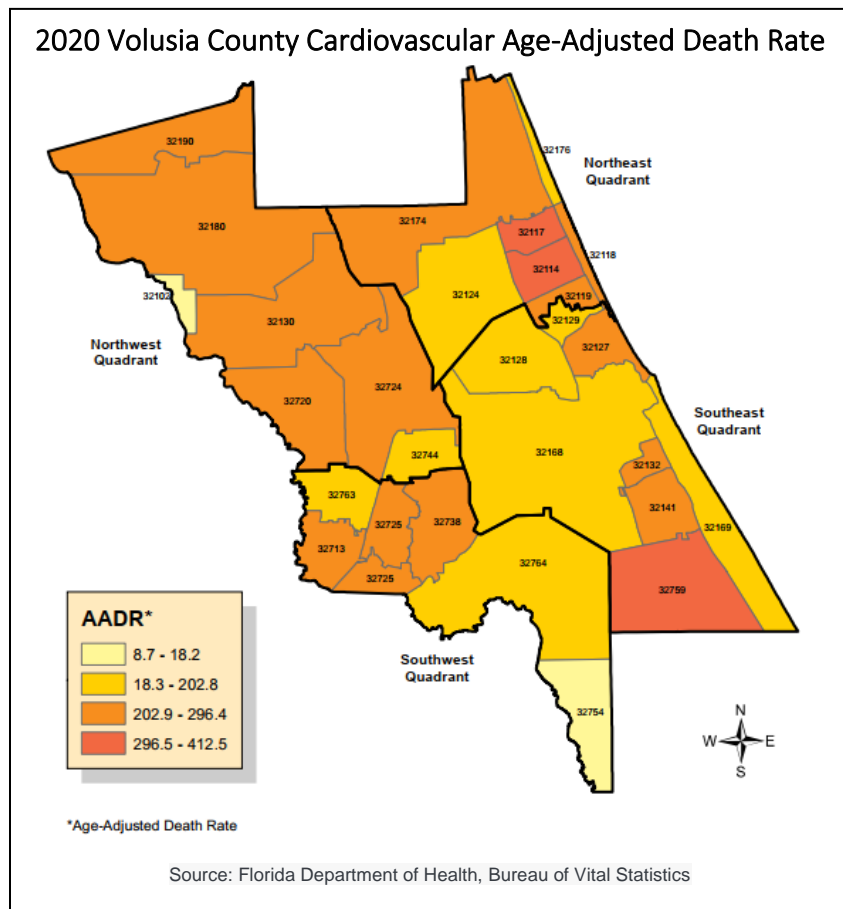 2020 Volusia County Cardiovascular Age-Adjusted Death Rate
32190
32176
Northeast
Quadrant
32180
32174
32117
32118
32114
32102
32124
32119
32130
32129
32127
Northwest
Quadrant
32128
32724
32720
Southeast
Quadrant
32744
32168
32132
32763
32141
32725
32738
32169
32713
32764
32725
32759
AADR*
8.7 - 18.2
18.3 - 202.8
202.9 - 296.4
296.5 - 412.5
Southwest
Quadrant
32754
N
W
E
S
*Age-Adjusted Death Rate
Source: Florida Department of Health, Bureau of Vital Statistics